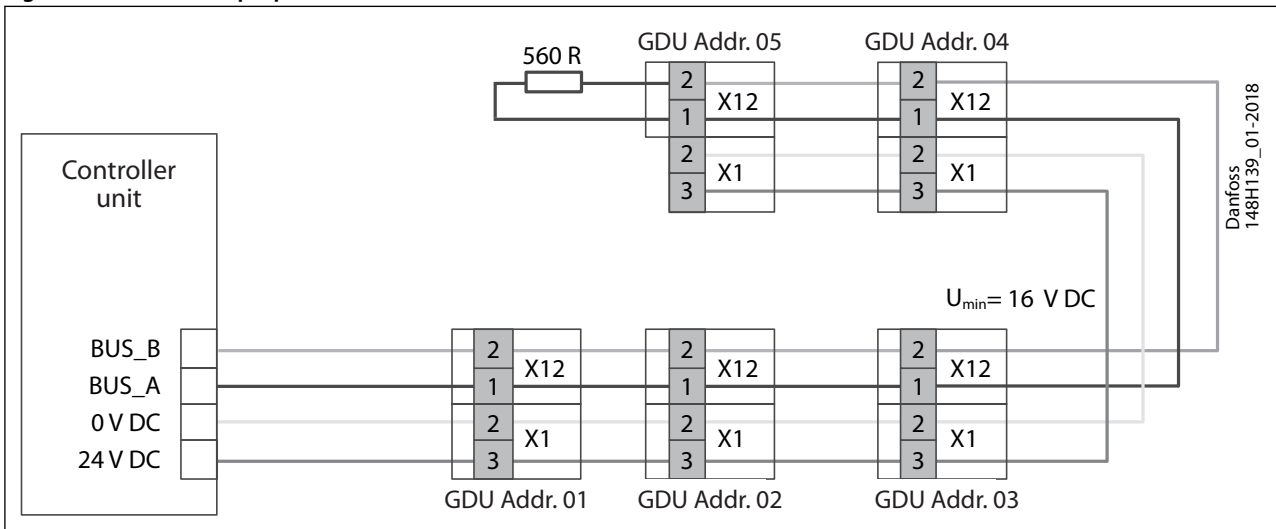 GDU Addr. 05
GDU Addr. 04
560 R
2
X12
1
2
X1
3
2
X12
1
2
X1
3
Danfoss
148H139_01-2018
Controller
unit
Umin= 16 V DC
BUS_B
BUS_A
0 V DC
24 V DC
2
X12
1
2
X1
3
2
X12
1
2
X1
3
2
X12
1
2
X1
3
GDU Addr. 01
GDU Addr. 02
GDU Addr. 03